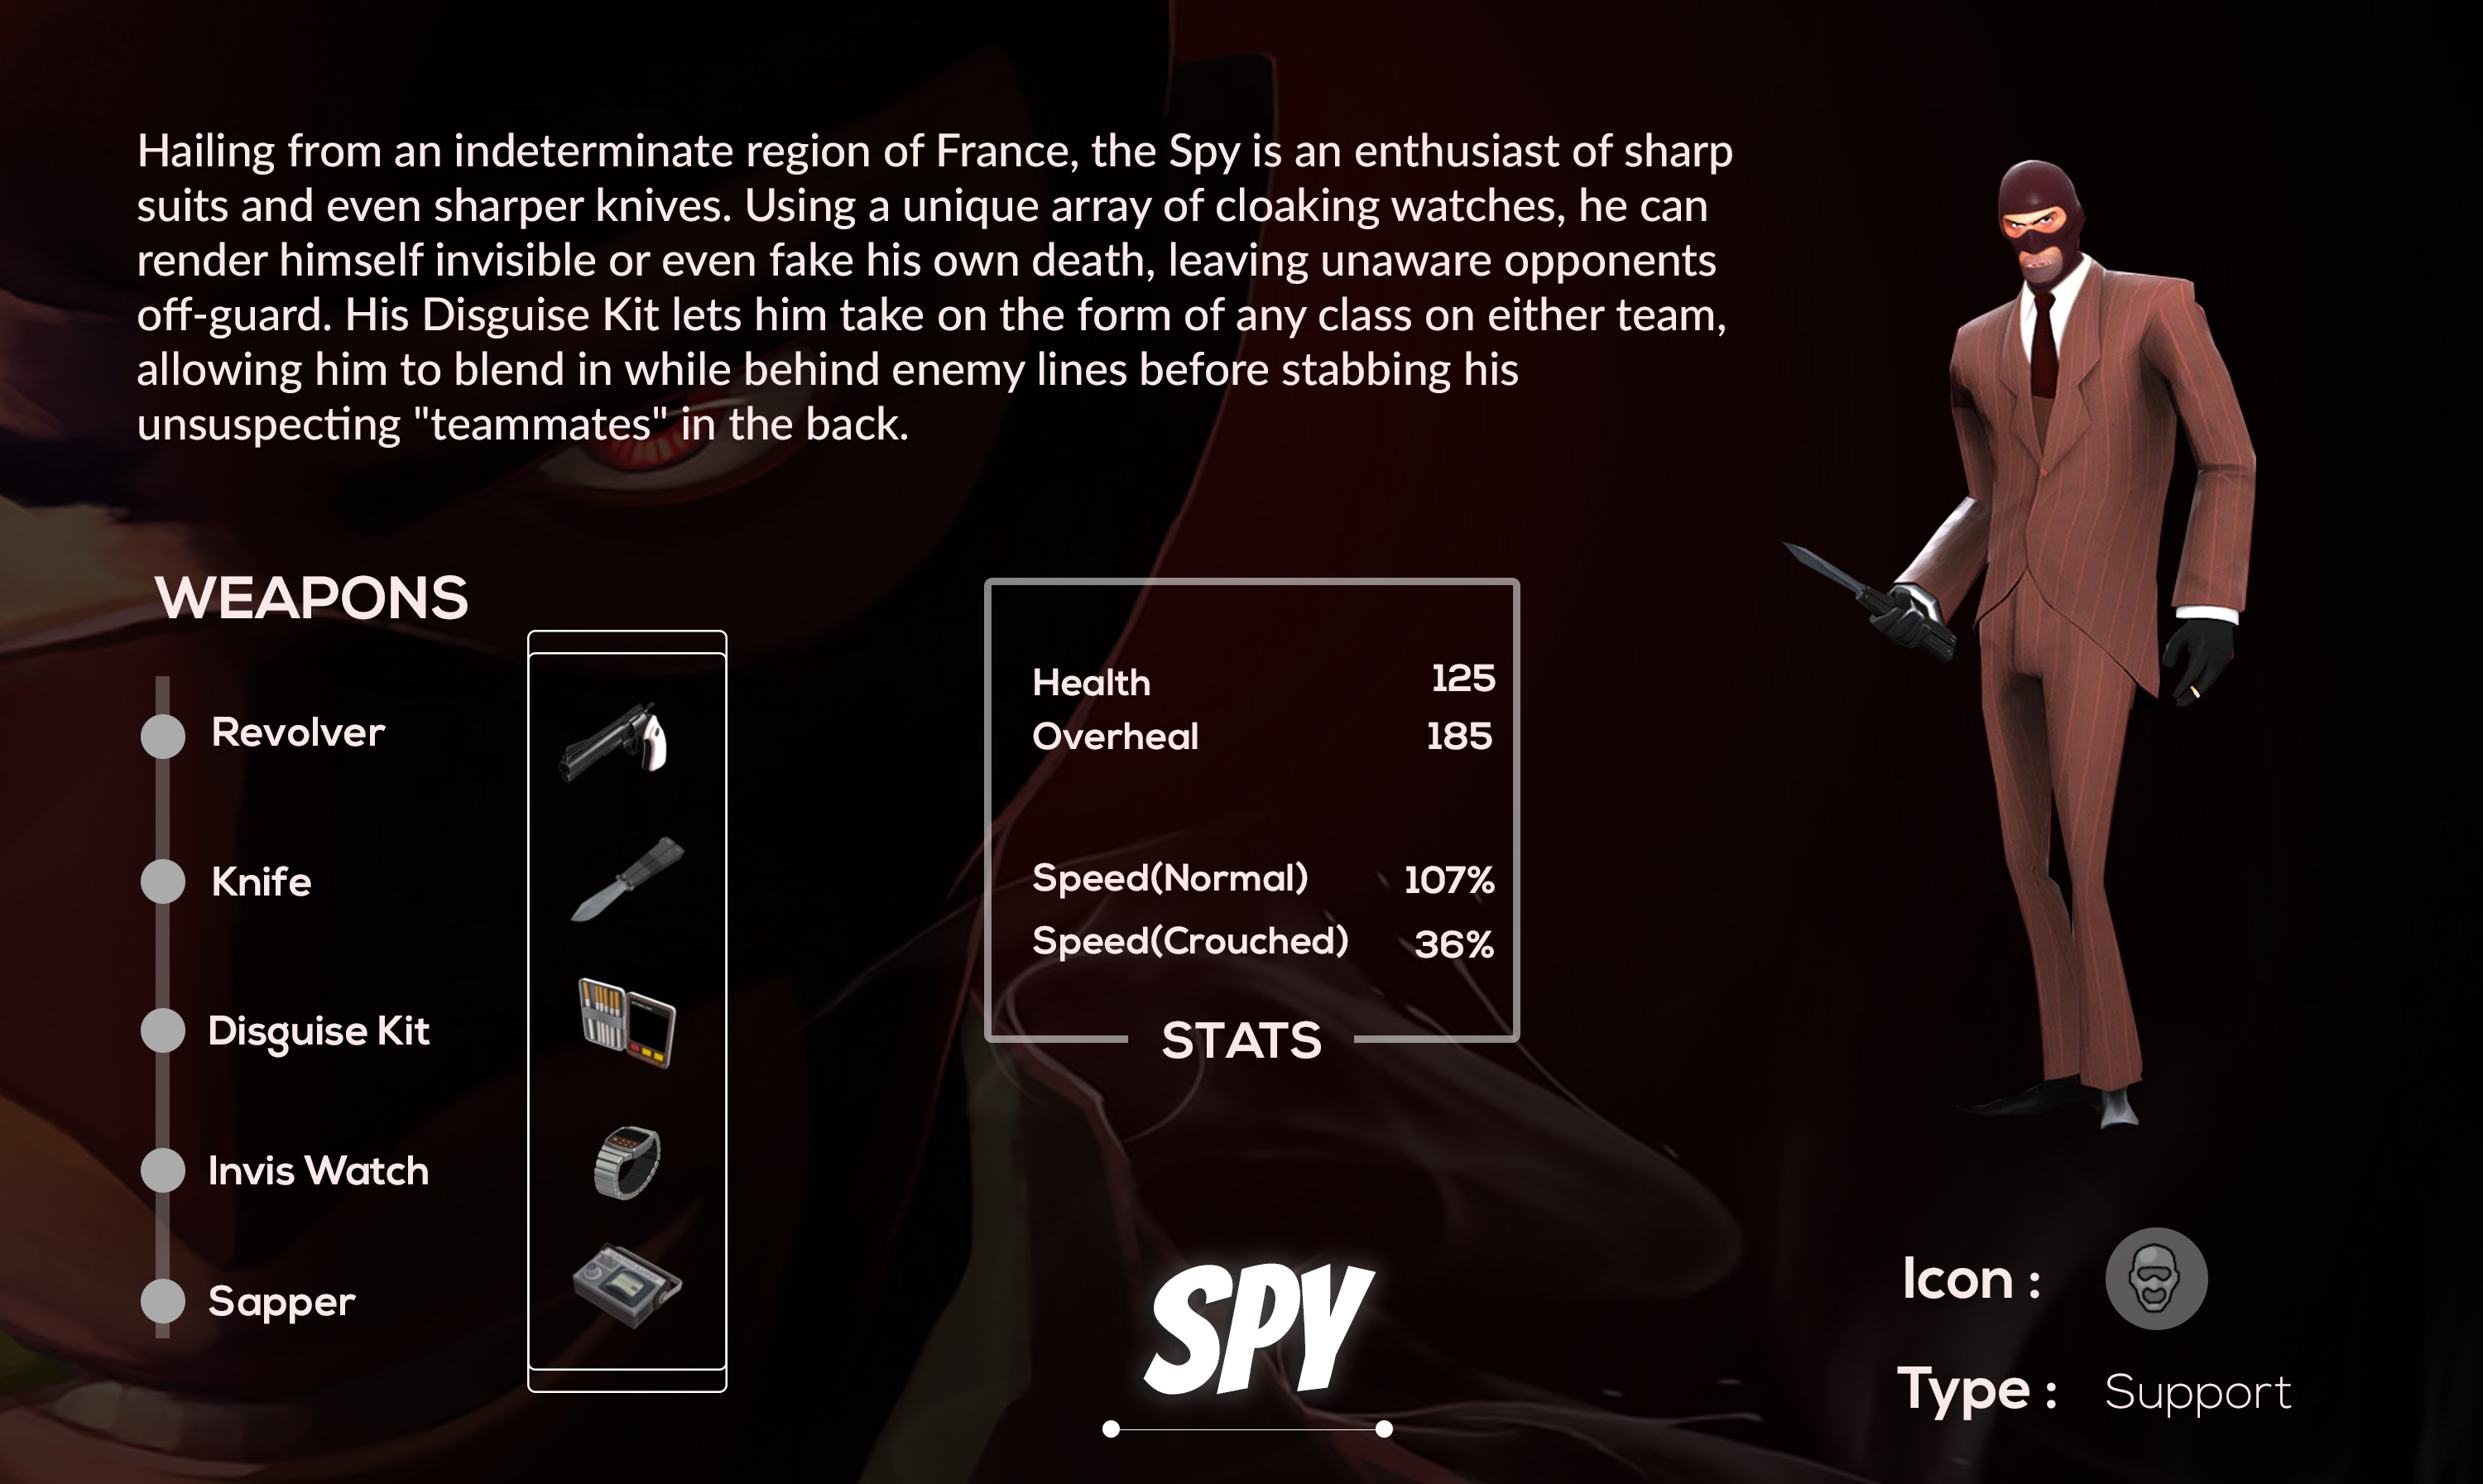 Hailing from an indeterminate region of France, the Spy is an enthusiast of sharp
suits and even sharper knives. Using a unique array of cloaking watches, he can
render himself invisible or even fake his own death, leaving unaware opponents
off-guard. His Disguise Kit lets him take on the form of any class on either team,
allowing him to blend in while behind enemy lines before stabbing his
unsuspecting "teammates" in the back.
WEAPONS
Revolver
Knife
Disguise Kit
Invis Watch
Sapper
Health 125
Overheal 185
Speed(Normal) 107%
Speed(Crouched) 36%
STATS
SPY
Icon :
Type : Support